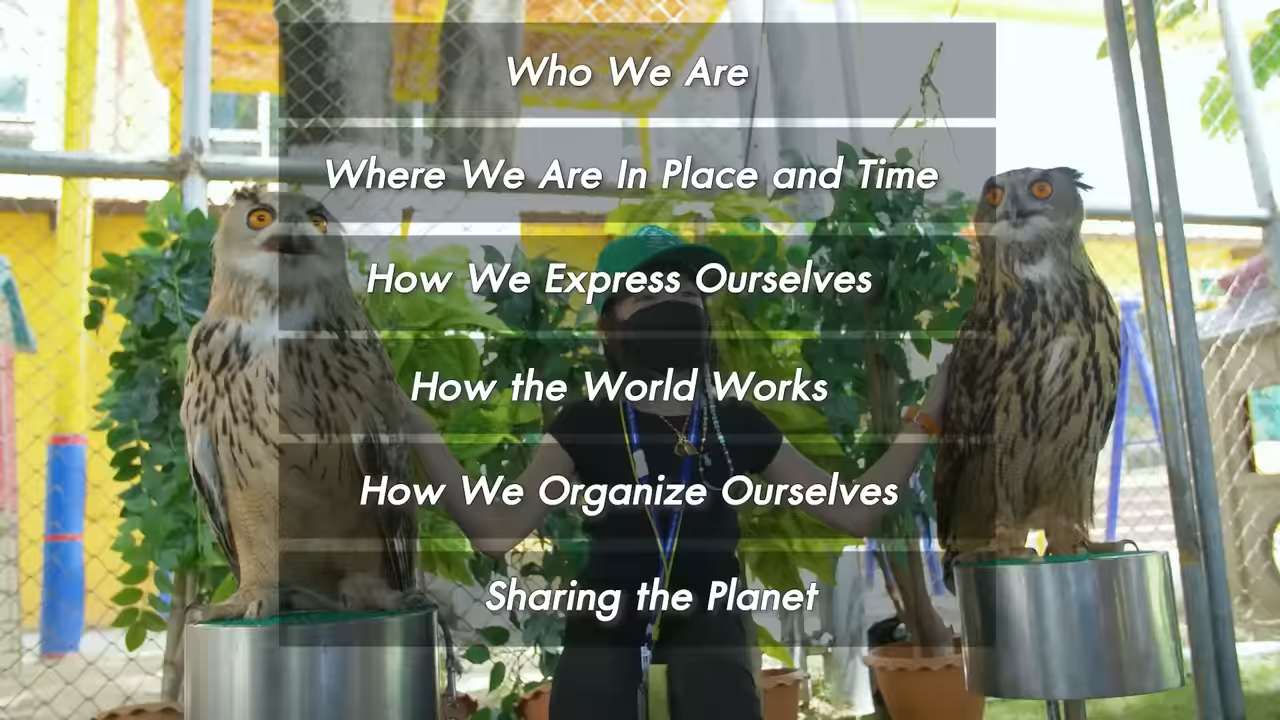 Who We Are
Where We Are In Place and Time
How We Express Ourselves
How the World Works
How We Organize Ourselves
Sharing the Planet